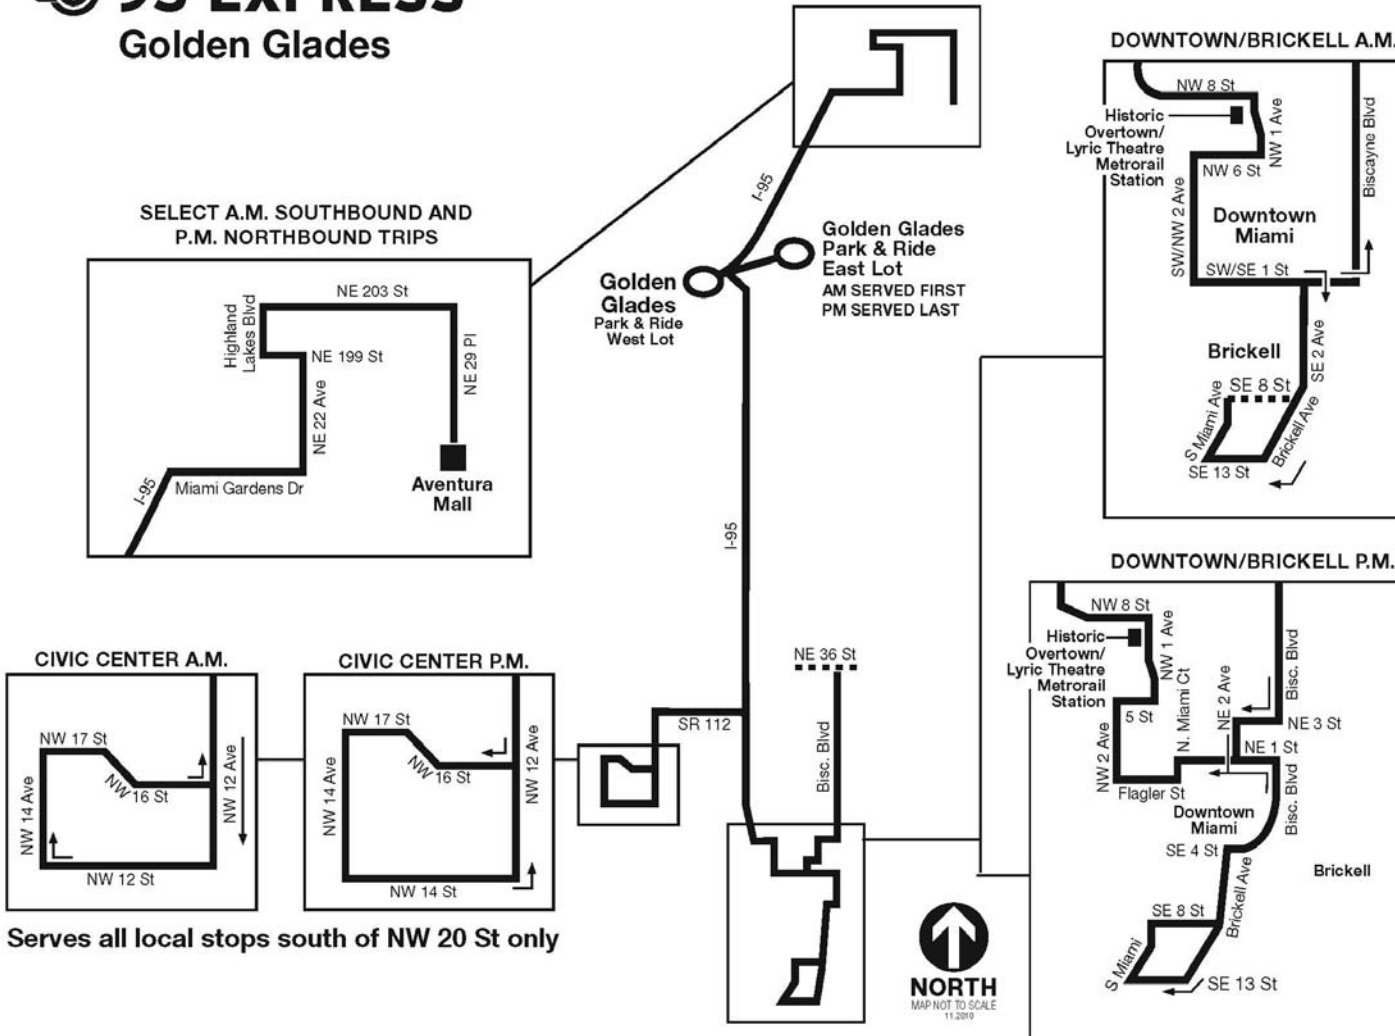 95 EXPRESS
Golden Glades
DOWNTOWN/BRICKELL A.M.
NW 8 St
Historic
Overtown/
Lyric Theatre
Metrorail
Station
NW 1 Ave
NW 6 St
Biscayne Blvd
SW/NW 2 Ave
Downtown
Miami
SW/SE 1 St
Brickell
SE 2 Ave
SE 8 St
S Miami Ave
Brickell Ave
SE 13 St
I-95
Golden Glades
Park & Ride
East Lot
AM SERVED FIRST
PM SERVED LAST
Golden
Glades
Park & Ride
West Lot
SELECT A.M. SOUTHBOUND AND
P.M. NORTHBOUND TRIPS
NE 203 St
Highland
Lakes Blvd
NE 199 St
NE 29 Pl
NE 22 Ave
I-95
Miami Gardens Dr
Aventura
Mall
I-95
DOWNTOWN/BRICKELL P.M.
NW 8 St
Historic
Overtown/
Lyric Theatre
Metrorail
Station
NW 1 Ave
N. Miami Ct
NE 2 Ave
Bisc. Blvd
5 St
NE 3 St
NE 1 St
NW 2 Ave
Flagler St
Bisc. Blvd
Downtown
Miami
SE 4 St
Brickell
Brickell Ave
SE 8 St
S Miami
SE 13 St
CIVIC CENTER A.M.
NW 17 St
NW 16 St
NW 14 Ave
NW 12 Ave
NW 12 St
CIVIC CENTER P.M.
NW 17 St
NW 16 St
NW 14 Ave
NW 12 Ave
NW 14 St
SR 112
NE 36 St
Bisc. Blvd
Serves all local stops south of NW 20 St only
NORTH
MAP NOT TO SCALE
11.2010